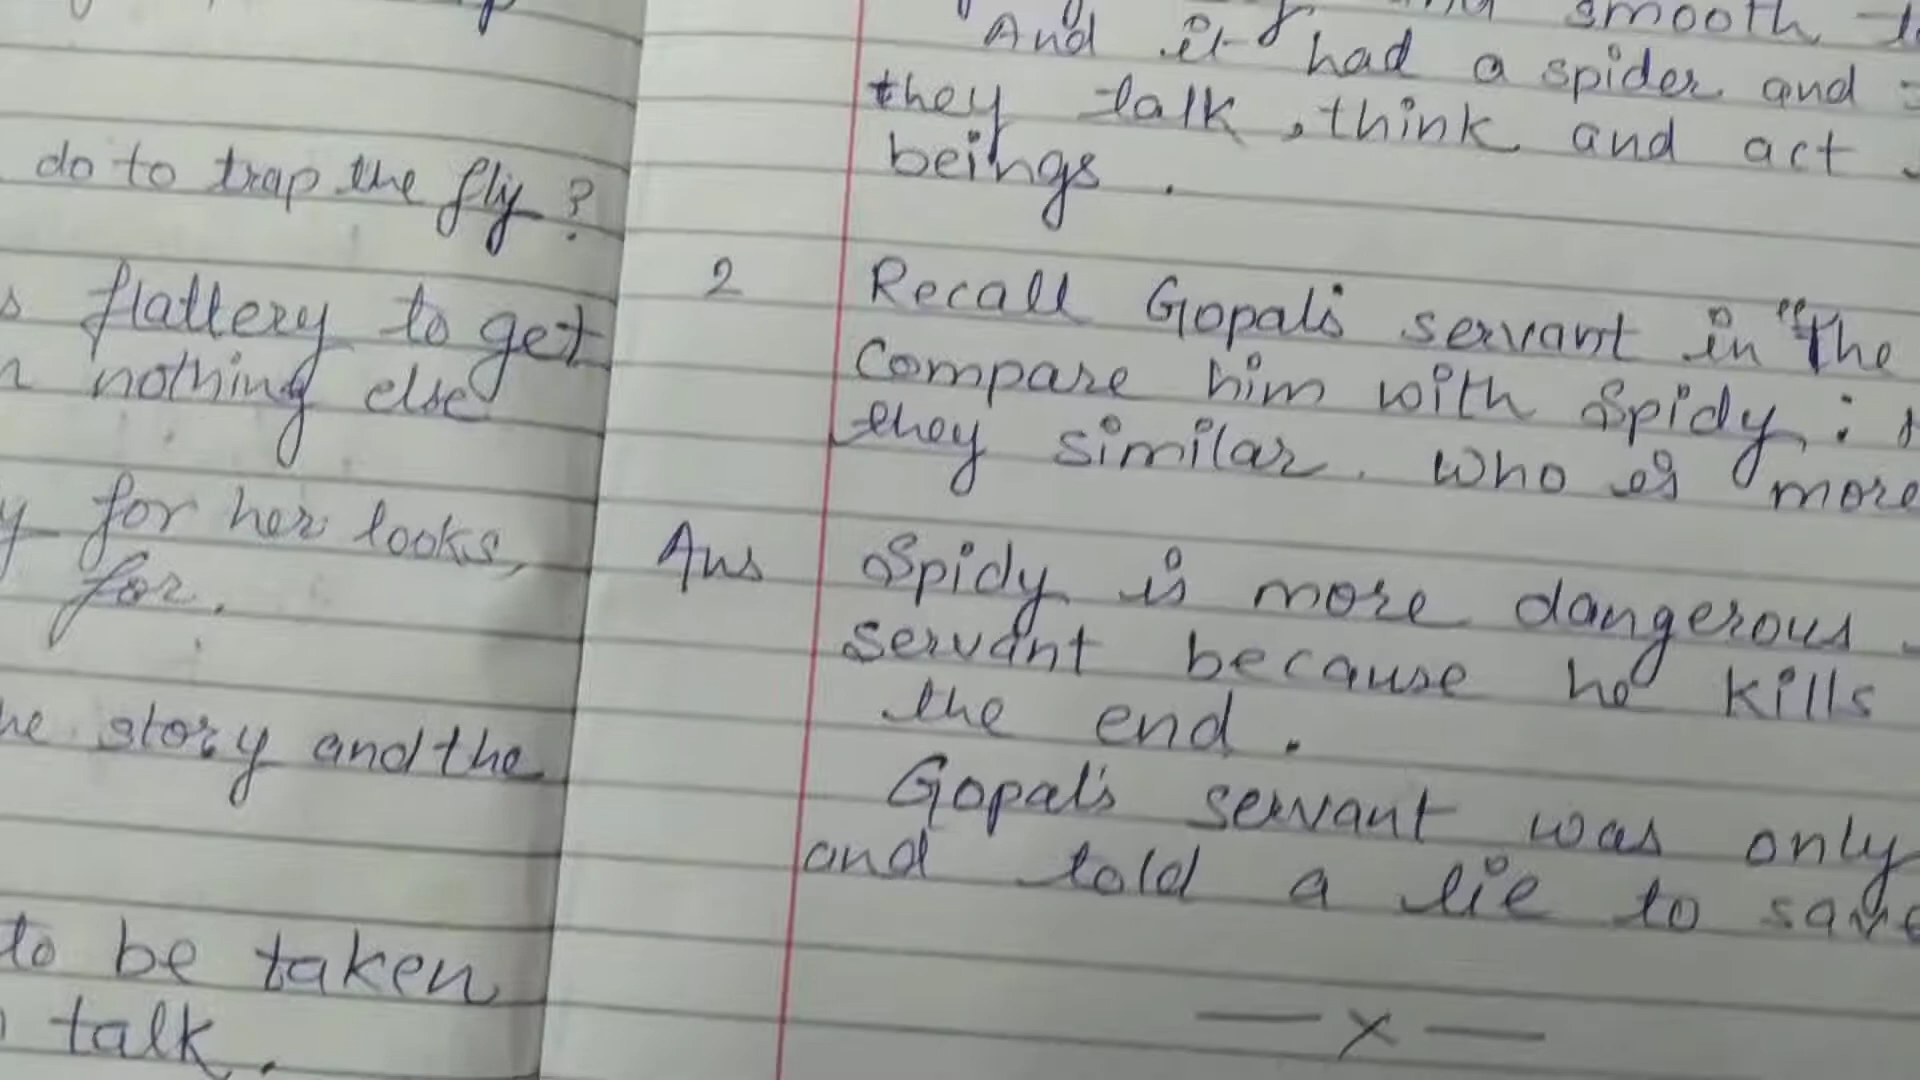 do to trap the fly?
flattery to get
nothing else
for her looks,
for.
story and the
to be taken
talk.
smooth
And it had a spider and
they talk, think and act
beings.
2 Recall Gopal's servant in "The
Compare him with Spidy;
they similar. who is more
Ans Spidy is more dangerous
servant because he kills
the end.
Gopal's servant was only
and told a lie to save
— x —